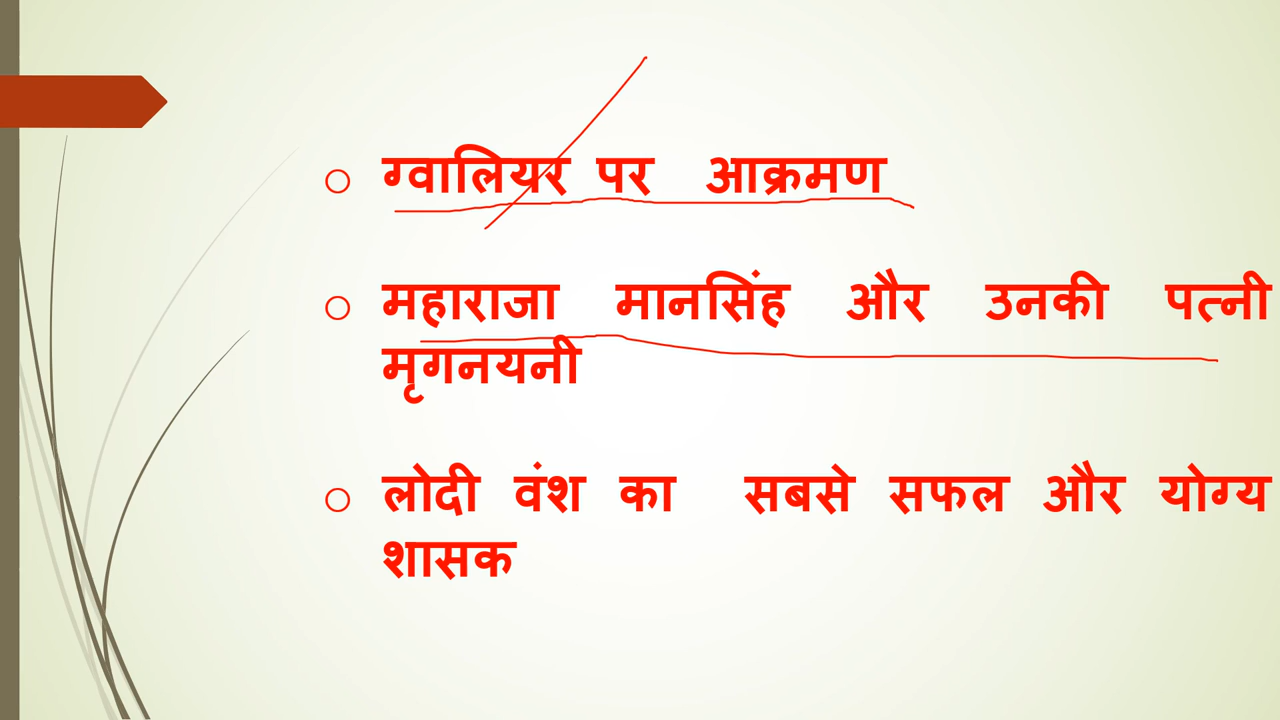 ग्वालियर पर आक्रमण
महाराजा मानसिंह और उनकी पत्नी
मृगनयनी
लोदी वंश का सबसे सफल और योग्य
शासक